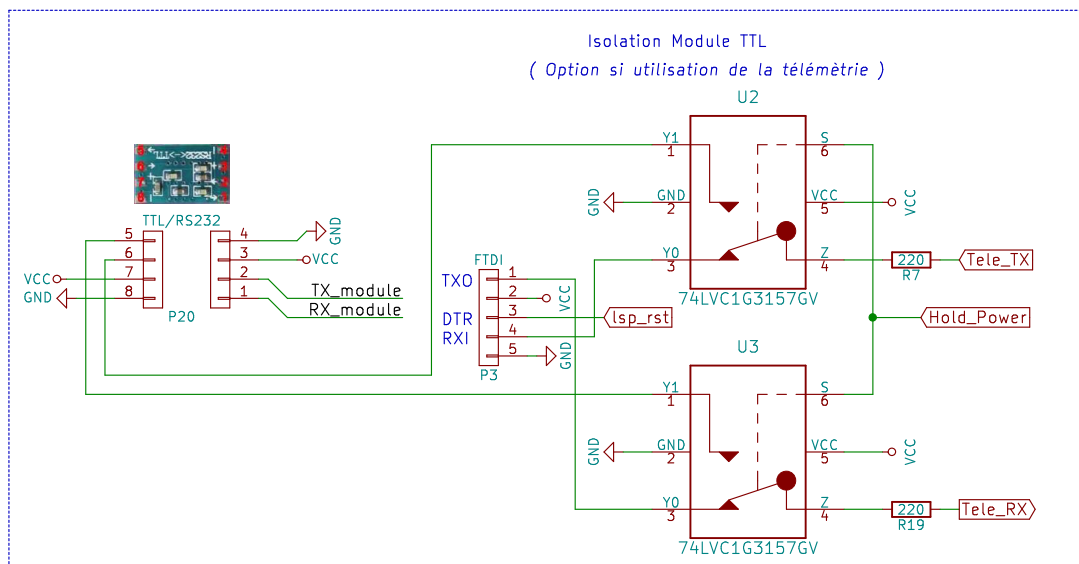 Isolation Module TTL
( Option si utilisation de la télémètrie )
U2
Y1
1
S
6
GND
GND
2
VCC
5
VCC
Y0
3
Z
4
220
R7
Tele_TX
74LVC1G3157GV
TTL<->RS232
TTL/RS232
5
6
7
8
VCC
GND
4
3
2
1
GND
VCC
TX_module
RX_module
P20
FTDI
TXO
DTR
RXI
1
2
3
4
5
VCC
Isp_rst
GND
P3
Hold_Power
U3
Y1
1
S
6
GND
GND
2
VCC
5
VCC
Y0
3
Z
4
220
R19
Tele_RX
74LVC1G3157GV